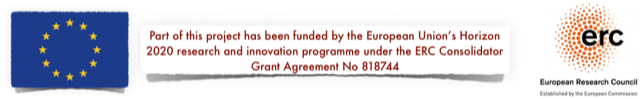 Part of this project has been funded by the European Union's Horizon
2020 research and innovation programme under the ERC Consolidator
Grant Agreement No 818744
erc
European Research Council
Established by the European Commission